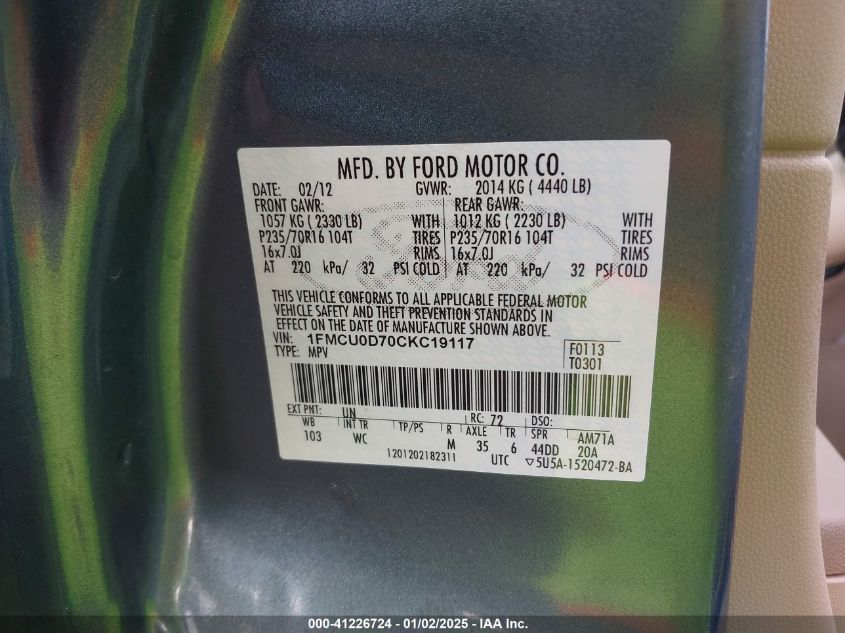 MFD. BY FORD MOTOR CO.
DATE: 02/12 GVWR: 2014 KG ( 4440 LB)
FRONT GAWR: REAR GAWR:
1057 KG ( 2330 LB) WITH 1012 KG ( 2230 LB) WITH
P235/70R16 104T TIRES P235/70R16 104T TIRES
16x7.0J RIMS 16x7.0J RIMS
AT 220 kPa/ 32 PSI COLD AT 220 kPa/ 32 PSI COLD
THIS VEHICLE CONFORMS TO ALL APPLICABLE FEDERAL MOTOR
VEHICLE SAFETY AND THEFT PREVENTION STANDARDS IN
EFFECT ON THE DATE OF MANUFACTURE SHOWN ABOVE.
VIN: 1FMCU0D70CKC19117
TYPE: MPV
F0113
T0301
EXT PNT: UN RC: 72 DSO:
WB INT TR TP/PS R AXLE TR SPR AM71A
103 WC M 35 6 44DD 20A
1201202182311 UTC ▽5U5A-1520472-BA
000-41226724 - 01/02/2025 - IAA Inc.